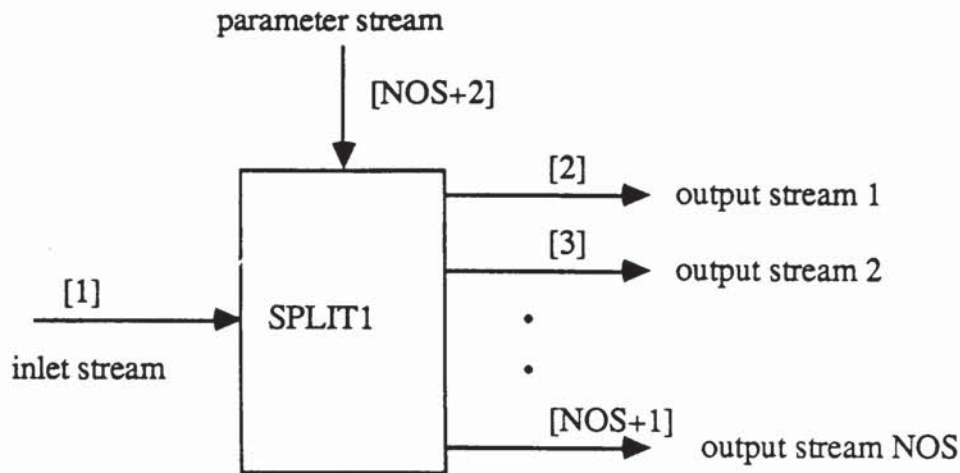 parameter stream
[NOS+2]
[2]
output stream 1
[3]
output stream 2
[1]
SPLIT1
inlet stream
[NOS+1]
output stream NOS